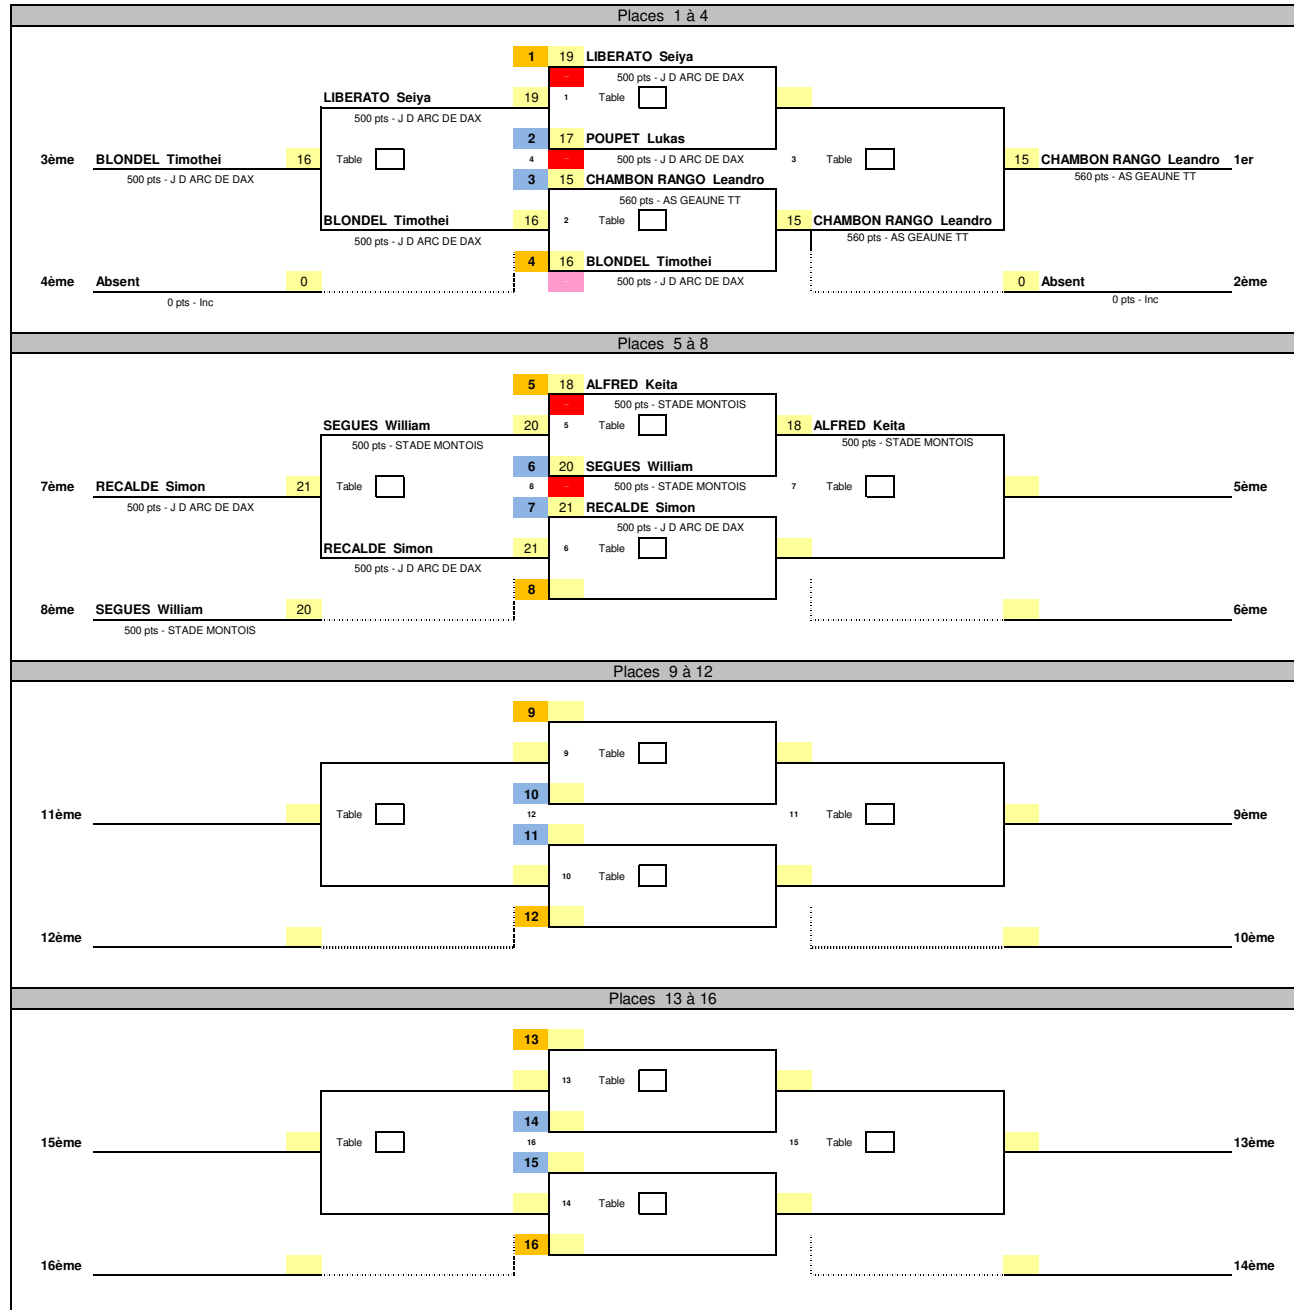 Places 1 à 4
1 19 LIBERATO Seiya
– 500 pts - J D ARC DE DAX
LIBERATO Seiya 19 1 Table
500 pts - J D ARC DE DAX
2 17 POUPET Lukas
3ème BLONDEL Timothei 16 Table 4 – 500 pts - J D ARC DE DAX 3 Table 15 CHAMBON RANGO Leandro 1er
500 pts - J D ARC DE DAX 3 15 CHAMBON RANGO Leandro 560 pts - AS GEAUNE TT
560 pts - AS GEAUNE TT
BLONDEL Timothei 16 2 Table 15 CHAMBON RANGO Leandro
500 pts - J D ARC DE DAX 560 pts - AS GEAUNE TT
4 16 BLONDEL Timothei
4ème Absent 0 – 500 pts - J D ARC DE DAX 0 Absent 2ème
0 pts - Inc 0 pts - Inc
Places 5 à 8
5 18 ALFRED Keita
– 500 pts - STADE MONTOIS
SEGUES William 20 5 Table 18 ALFRED Keita
500 pts - STADE MONTOIS 500 pts - STADE MONTOIS
6 20 SEGUES William
7ème RECALDE Simon 21 Table 8 – 500 pts - STADE MONTOIS 7 Table 5ème
500 pts - J D ARC DE DAX 7 21 RECALDE Simon
500 pts - J D ARC DE DAX
RECALDE Simon 21 6 Table
500 pts - J D ARC DE DAX
8
8ème SEGUES William 20 6ème
500 pts - STADE MONTOIS
Places 9 à 12
9
9 Table
10
11ème Table 12 11 Table 9ème
11
10 Table
12
12ème 10ème
Places 13 à 16
13
13 Table
14
15ème Table 16 15 Table 13ème
15
14 Table
16
16ème 14ème